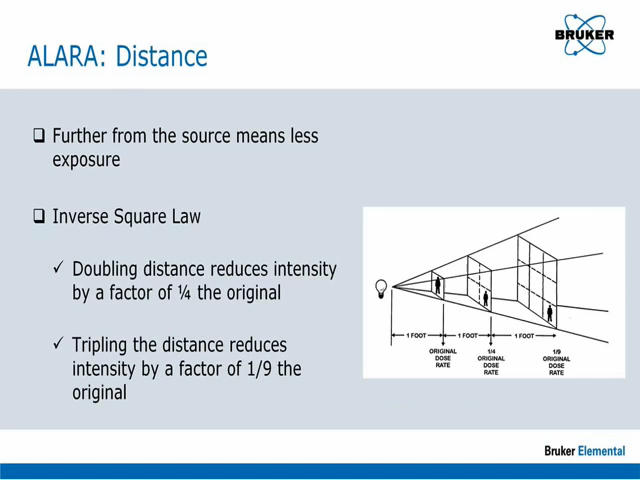 BRUKER
ALARA: Distance
❑ Further from the source means less
exposure
❑ Inverse Square Law
✓ Doubling distance reduces intensity
by a factor of ¼ the original
✓ Tripling the distance reduces
intensity by a factor of 1/9 the
original
1 FOOT 1 FOOT 1 FOOT
ORIGINAL
DOSE
RATE
1/4
ORIGINAL
DOSE
RATE
1/9
ORIGINAL
DOSE
RATE
Bruker Elemental